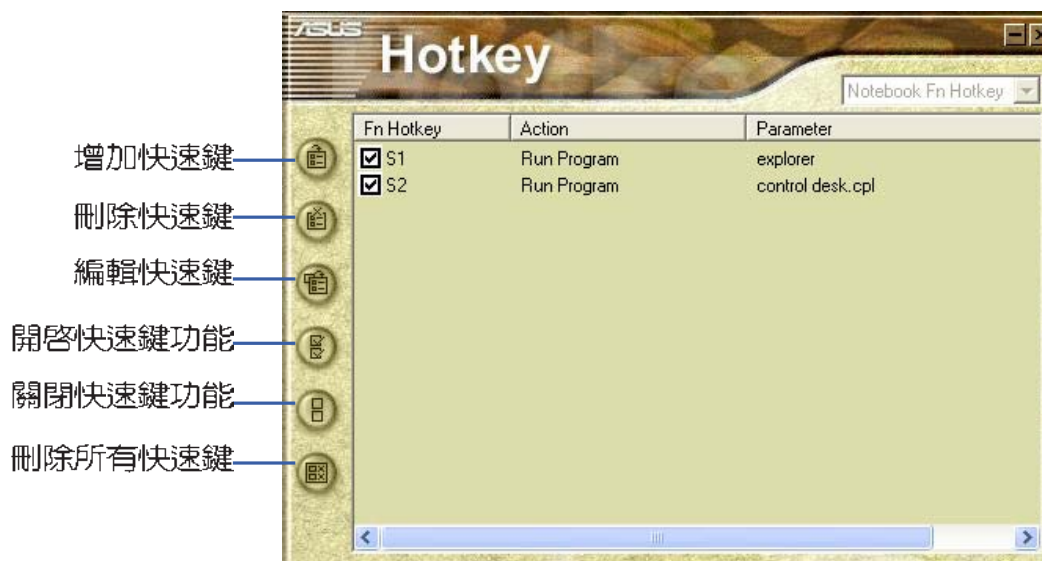 ASUS
Hotkey
Notebook Fn Hotkey
Fn Hotkey Action Parameter
增加快速鍵
S1 Run Program explorer
S2 Run Program control desk.cpl
刪除快速鍵
編輯快速鍵
開啓快速鍵功能
關閉快速鍵功能
刪除所有快速鍵